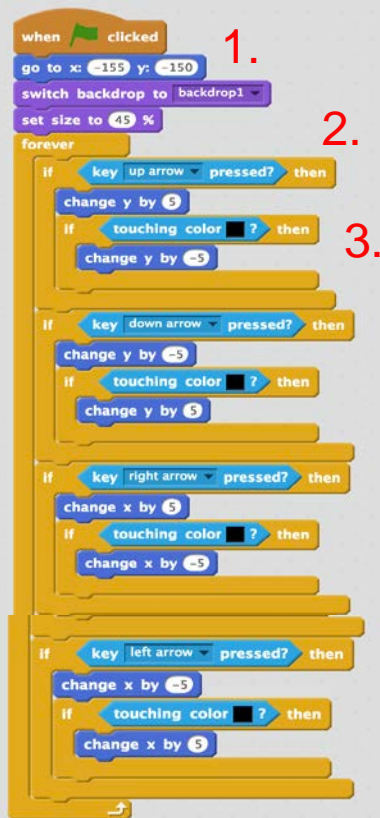 when clicked
1.
go to x: -155 y: -150
switch backdrop to backdrop1
set size to 45 %
forever
2.
if key up arrow pressed? then
change y by 5
if touching color ? then
3.
change y by -5
if key down arrow pressed? then
change y by -5
if touching color ? then
change y by 5
if key right arrow pressed? then
change x by 5
if touching color ? then
change x by -5
if key left arrow pressed? then
change x by -5
if touching color ? then
change x by 5